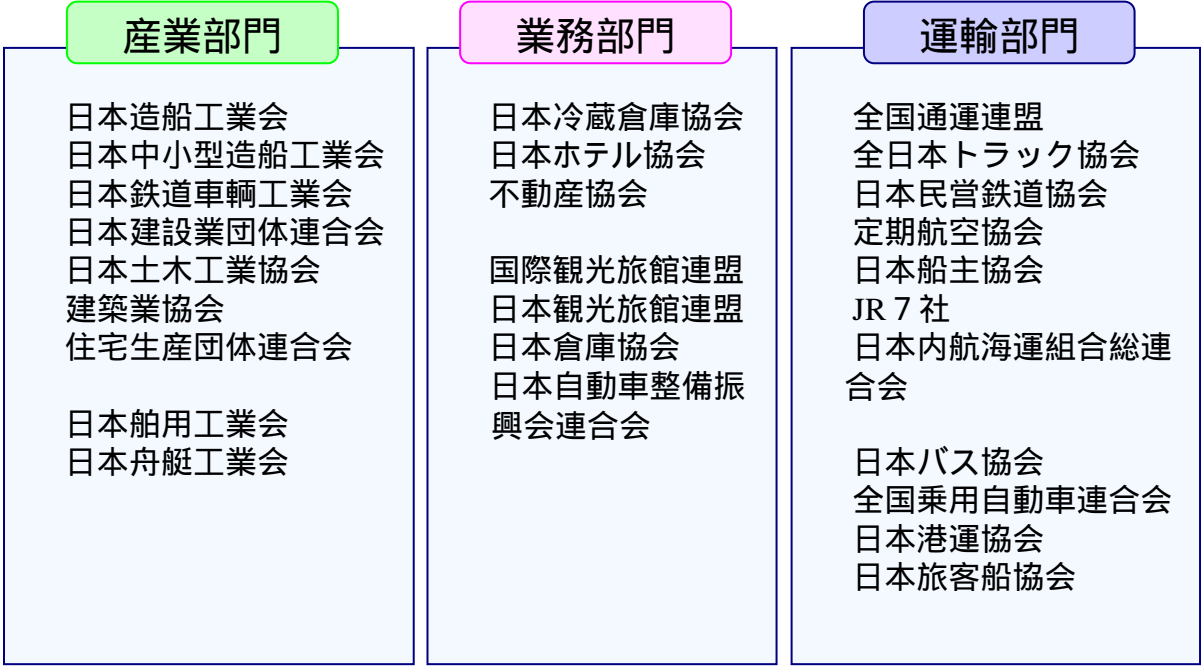 産業部門
日本造船工業会
日本中小型造船工業会
日本鉄道車輌工業会
日本建設業団体連合会
日本土木工業協会
建築業協会
住宅生産団体連合会
日本舶用工業会
日本舟艇工業会
業務部門
日本冷蔵倉庫協会
日本ホテル協会
不動産協会
国際観光旅館連盟
日本観光旅館連盟
日本倉庫協会
日本自動車整備振
興会連合会
運輸部門
全国通運連盟
全日本トラック協会
日本民営鉄道協会
定期航空協会
日本船主協会
JR７社
日本内航海運組合総連
合会
日本バス協会
全国乗用自動車連合会
日本港運協会
日本旅客船協会